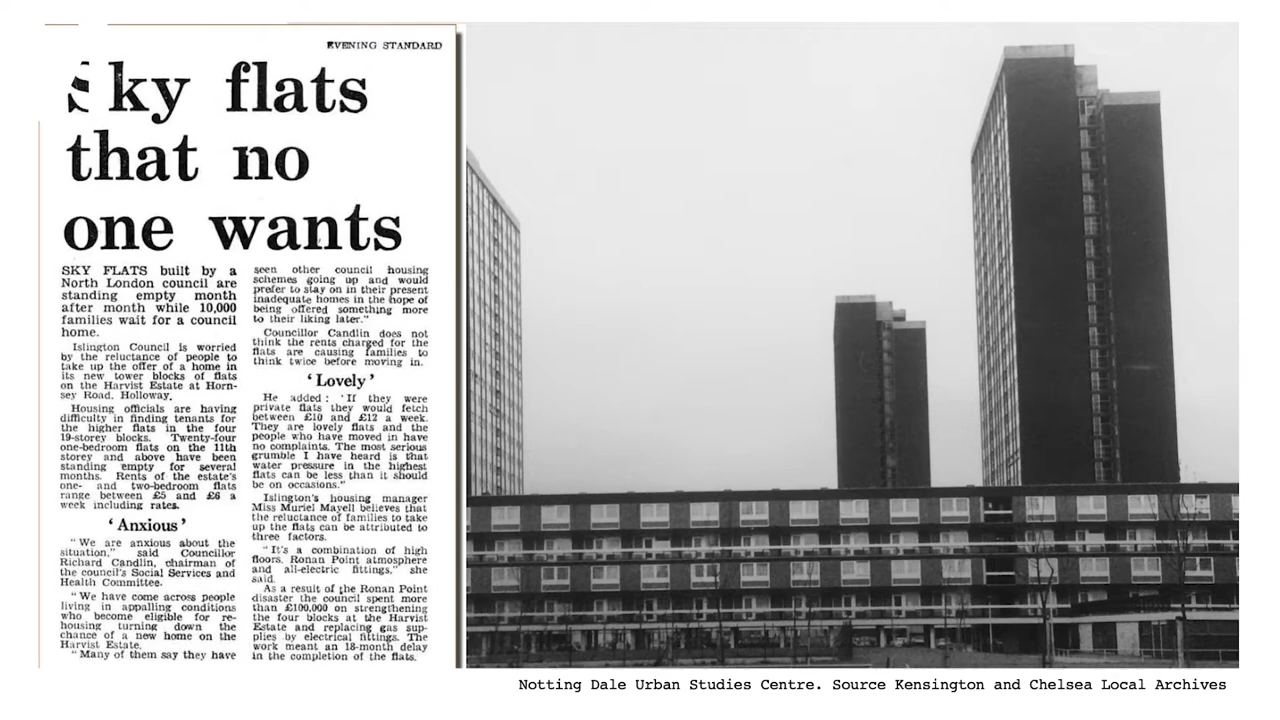 EVENING STANDARD
Sky flats
that no
one wants
SKY FLATS built by a
North London council are
standing empty month
after month while 10,000
families wait for a council
home.
Islington Council is worried
by the reluctance of people to
take up the offer of a home in
its new tower blocks of flats
on the Harvist Estate at Horn-
sey Road, Holloway.
Housing officials are having
difficulty in finding tenants for
the higher flats in the four
19-storey blocks. Twenty-four
one-bedroom flats on the 11th
storey and above have been
standing empty for several
months. Rents of the estate's
one- and two-bedroom flats
range between £5 and £6 a
week including rates.
‘Anxious’
“We are anxious about the
situation,” said Councillor
Richard Candlin, chairman of
the council's Social Services and
Health Committee.
“We have come across people
living in appalling conditions
who become eligible for re-
housing turning down the
chance of a new home on the
Harvist Estate.
“Many of them say they have
seen other council housing
schemes going up and would
prefer to stay on in their present
inadequate homes in the hope of
being offered something more
to their liking later.”
Councillor Candlin does not
think the rents charged for the
flats are causing families to
think twice before moving in.
‘Lovely’
He added: ‘If they were
private flats they would fetch
between £10 and £12 a week.
They are lovely flats and the
people who have moved in have
no complaints. The most serious
grumble I have heard is that
water pressure in the highest
flats can be less than it should
be on occasions.”
Islington's housing manager
Miss Muriel Mayell believes that
the reluctance of families to take
up the flats can be attributed to
three factors.
“It's a combination of high
floors, Ronan Point atmosphere
and all-electric fittings,” she
said.
As a result of the Ronan Point
disaster the council spent more
than £100,000 on strengthening
the four blocks at the Harvist
Estate and replacing gas sup-
plies by electrical fittings. The
work meant an 18-month delay
in the completion of the flats.
Notting Dale Urban Studies Centre. Source Kensington and Chelsea Local Archives